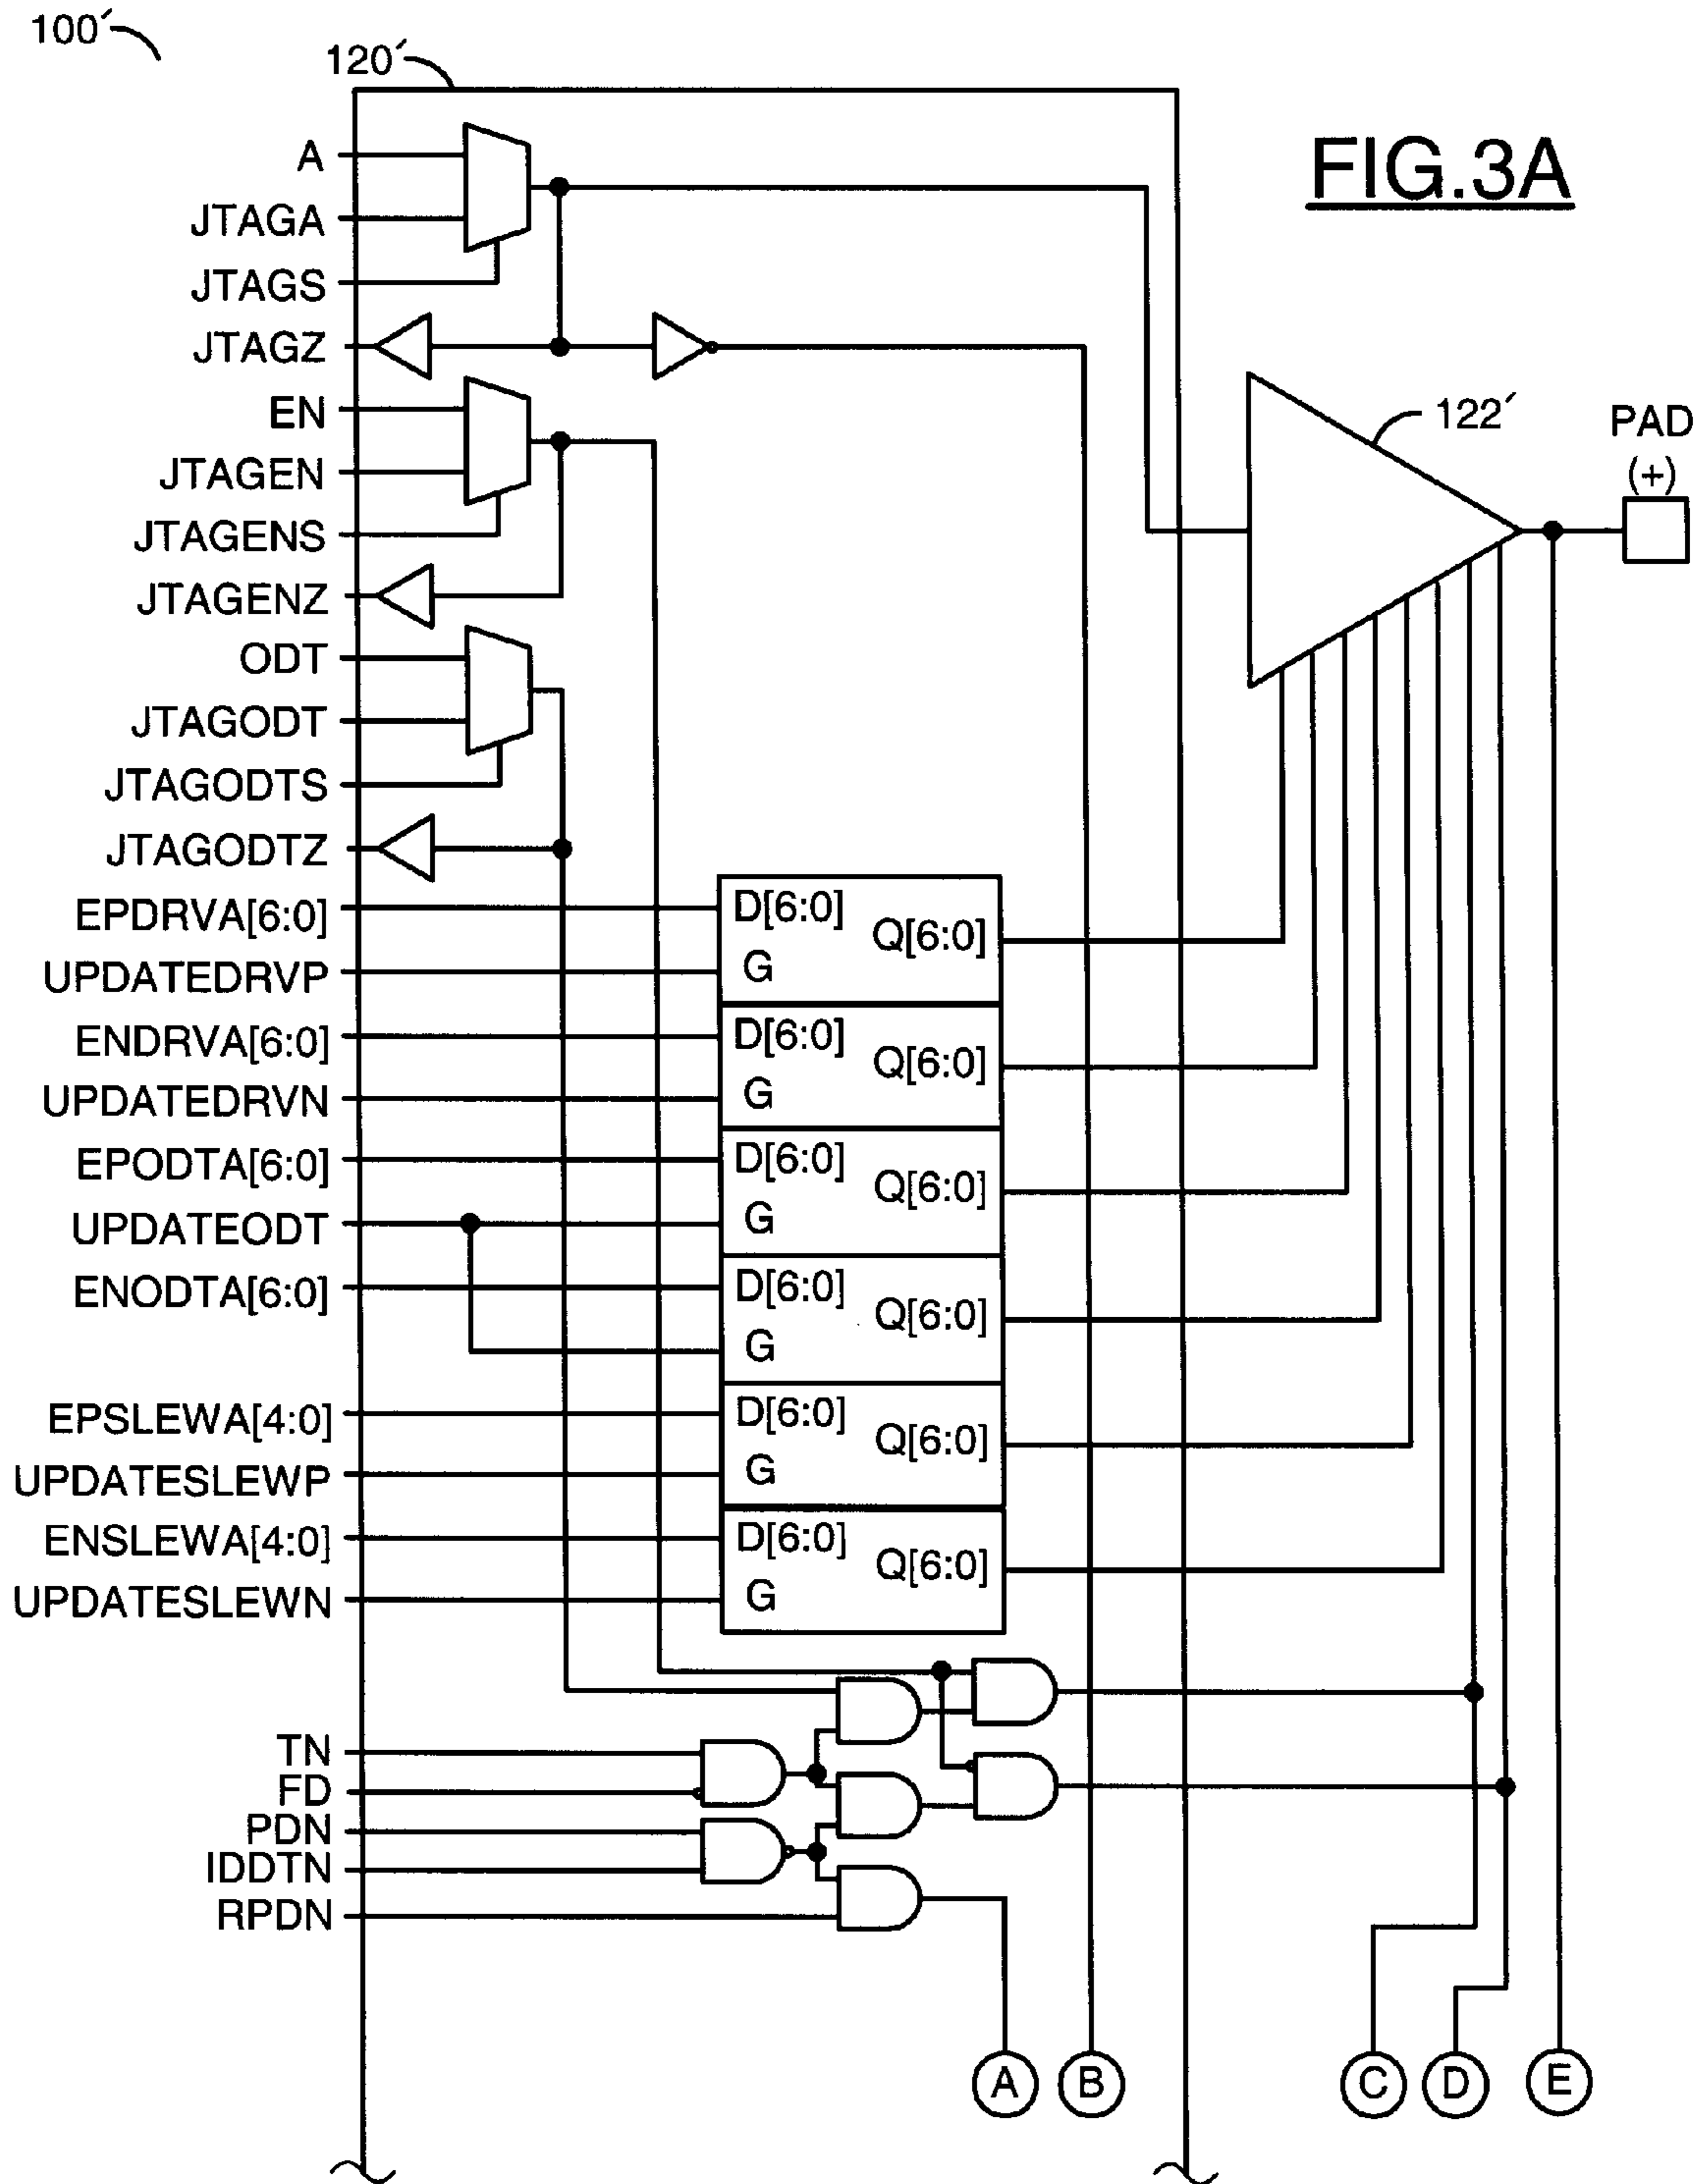 100′
120′
FIG.3A
A
JTAGA
JTAGS
JTAGZ
EN
JTAGEN
JTAGENS
JTAGENZ
ODT
JTAGODT
JTAGODTS
JTAGODTZ
122′
PAD
(+)
EPDRVA[6:0]
D[6:0]
Q[6:0]
UPDATEDRVP
G
ENDRVA[6:0]
D[6:0]
Q[6:0]
UPDATEDRVN
G
EPODTA[6:0]
D[6:0]
Q[6:0]
UPDATEODT
G
ENODTA[6:0]
D[6:0]
Q[6:0]
G
EPSLEWA[4:0]
D[6:0]
Q[6:0]
UPDATESLEWP
G
ENSLEWA[4:0]
D[6:0]
Q[6:0]
UPDATESLEWN
G
TN
FD
PDN
IDDTN
RPDN
A
B
C
D
E